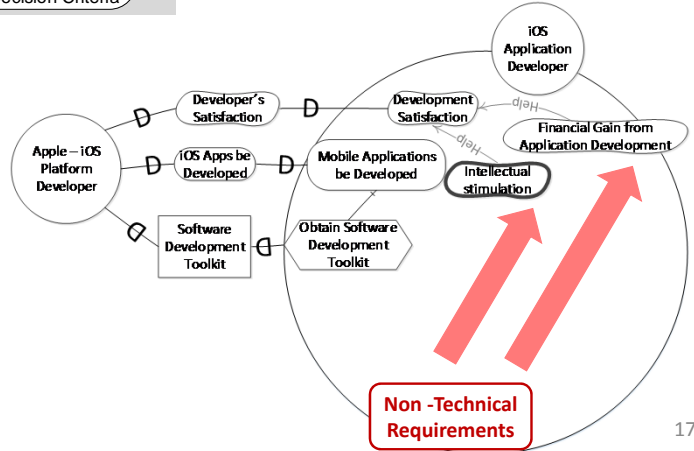 Decision Criteria
iOS
Application
Developer
Developer's
Satisfaction
D
D
Development
Satisfaction
Help
Help
Financial Gain from
Application Development
Apple – iOS
Platform
Developer
D
iOS Apps be
Developed
D
Mobile Applications
be Developed
Intellectual
stimulation
D
Software
Development
Toolkit
D
Obtain Software
Development
Toolkit
Non -Technical
Requirements
17